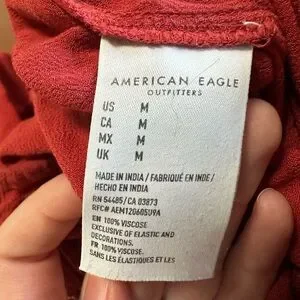 AMERICAN EAGLE
OUTFITTERS
US M
CA M
MX M
UK M
MADE IN INDIA / FABRIQUÉ EN INDE /
HECHO EN INDIA
RN 54485/CA 03873
RFC# AEM120605U9A
EN 100% VISCOSE
EXCLUSIVE OF ELASTIC AND
DECORATIONS.
FR 100% VISCOSE.
SANS LES ÉLASTIQUES ET LES